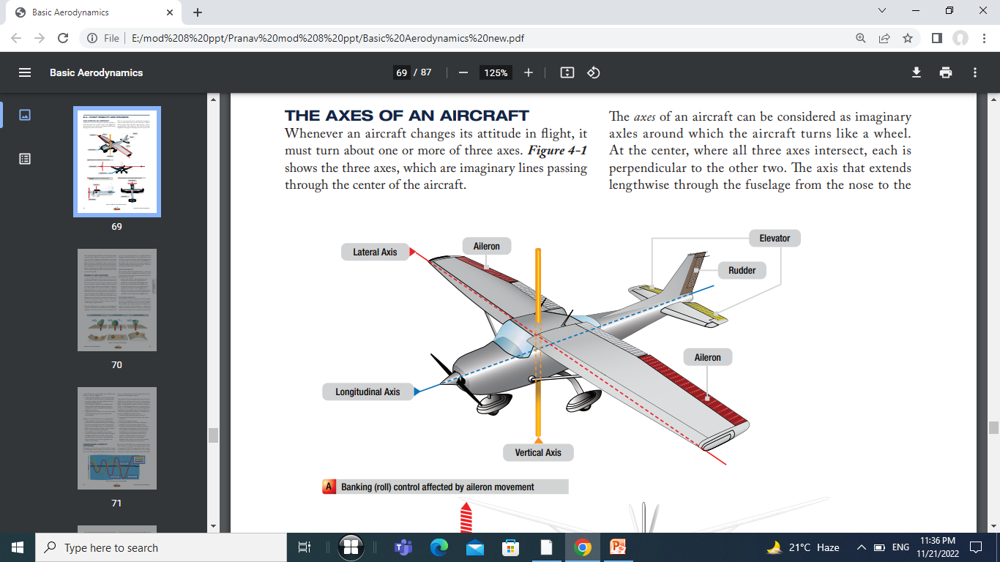 Basic Aerodynamics
File
E:/mod%208%20ppt/Pranav%20mod%208%20ppt/Basic%20Aerodynamics%20new.pdf
Basic Aerodynamics
69 / 87
125%
69
70
71
THE AXES OF AN AIRCRAFT
Whenever an aircraft changes its attitude in flight, it
must turn about one or more of three axes. Figure 4-1
shows the three axes, which are imaginary lines passing
through the center of the aircraft.
The axes of an aircraft can be considered as imaginary
axles around which the aircraft turns like a wheel.
At the center, where all three axes intersect, each is
perpendicular to the other two. The axis that extends
lengthwise through the fuselage from the nose to the
Lateral Axis
Aileron
Elevator
Rudder
Aileron
Longitudinal Axis
Vertical Axis
A Banking (roll) control affected by aileron movement
Type here to search
21°C Haze
ENG
11:36 PM
11/21/2022